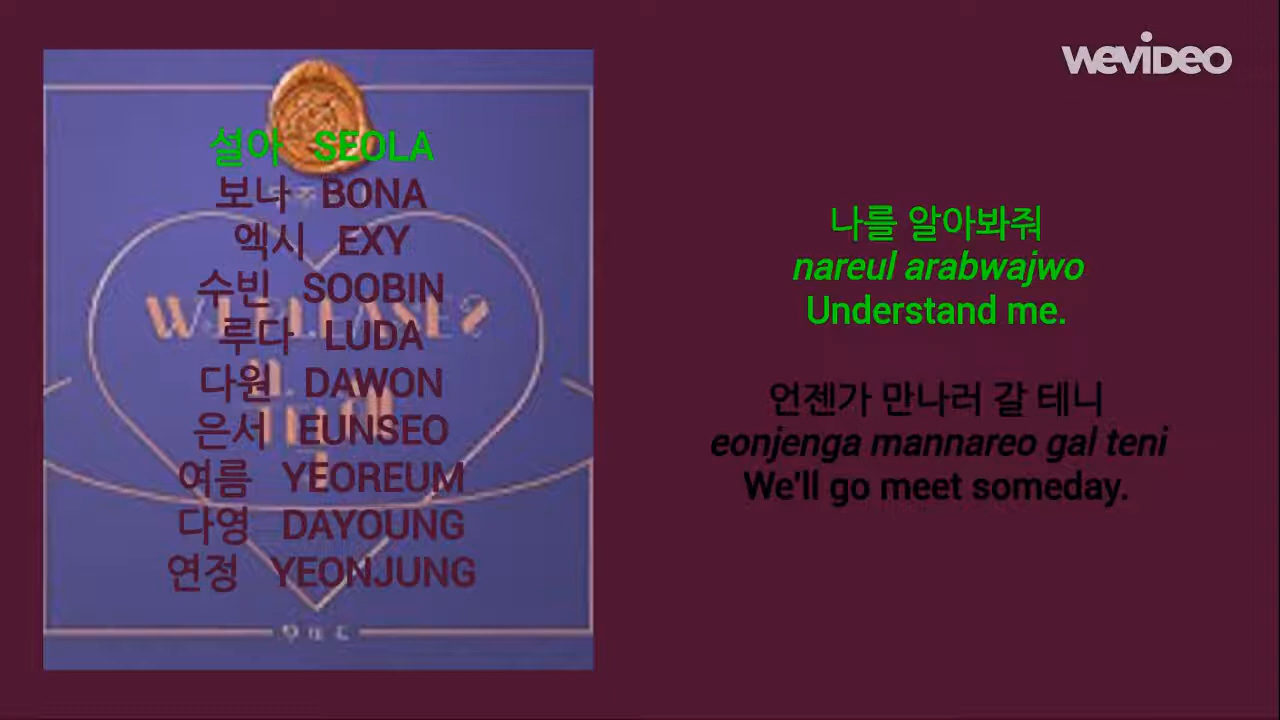 WEVIDEO
설아 SEOLA
보나 BONA
엑시 EXY
수빈 SOOBIN
루다 LUDA
다원 DAWON
은서 EUNSEO
여름 YEOREUM
다영 DAYOUNG
연정 YEONJUNG
WJ PLEASE?
나를 알아봐줘
nareul arabwajwo
Understand me.
언젠가 만나러 갈 테니
eonjenga mannareo gal teni
We'll go meet someday.